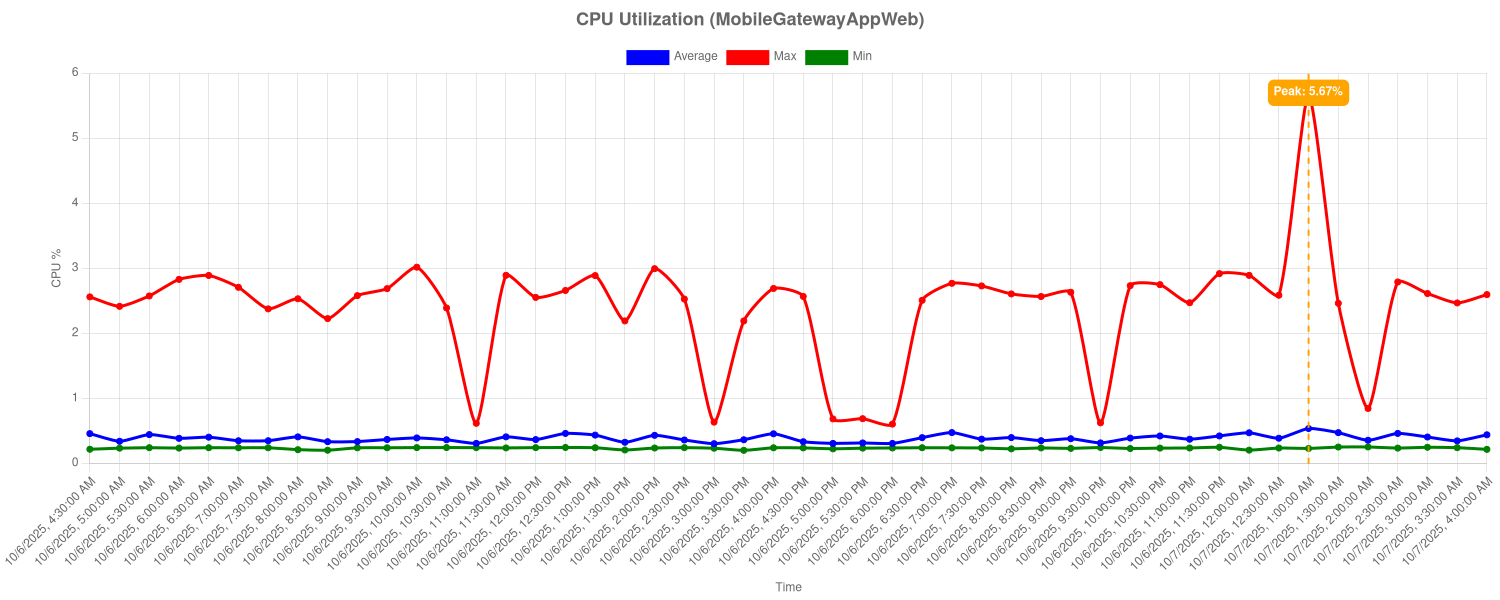 CPU Utilization (MobileGatewayAppWeb)
Average Max Min
6
5
4
3
2
1
0
CPU %
Peak: 5.67%
10/6/2025, 4:30:00 AM
10/6/2025, 5:00:00 AM
10/6/2025, 5:30:00 AM
10/6/2025, 6:00:00 AM
10/6/2025, 6:30:00 AM
10/6/2025, 7:00:00 AM
10/6/2025, 7:30:00 AM
10/6/2025, 8:00:00 AM
10/6/2025, 8:30:00 AM
10/6/2025, 9:00:00 AM
10/6/2025, 9:30:00 AM
10/6/2025, 10:00:00 AM
10/6/2025, 10:30:00 AM
10/6/2025, 11:00:00 AM
10/6/2025, 11:30:00 AM
10/6/2025, 12:00:00 PM
10/6/2025, 12:30:00 PM
10/6/2025, 1:00:00 PM
10/6/2025, 1:30:00 PM
10/6/2025, 2:00:00 PM
10/6/2025, 2:30:00 PM
10/6/2025, 3:00:00 PM
10/6/2025, 3:30:00 PM
10/6/2025, 4:00:00 PM
10/6/2025, 4:30:00 PM
10/6/2025, 5:00:00 PM
10/6/2025, 5:30:00 PM
10/6/2025, 6:00:00 PM
10/6/2025, 6:30:00 PM
10/6/2025, 7:00:00 PM
10/6/2025, 7:30:00 PM
10/6/2025, 8:00:00 PM
10/6/2025, 8:30:00 PM
10/6/2025, 9:00:00 PM
10/6/2025, 9:30:00 PM
10/6/2025, 10:00:00 PM
10/6/2025, 10:30:00 PM
10/6/2025, 11:00:00 PM
10/6/2025, 11:30:00 PM
10/7/2025, 12:00:00 AM
10/7/2025, 12:30:00 AM
10/7/2025, 1:00:00 AM
10/7/2025, 1:30:00 AM
10/7/2025, 2:00:00 AM
10/7/2025, 2:30:00 AM
10/7/2025, 3:00:00 AM
10/7/2025, 3:30:00 AM
10/7/2025, 4:00:00 AM
Time